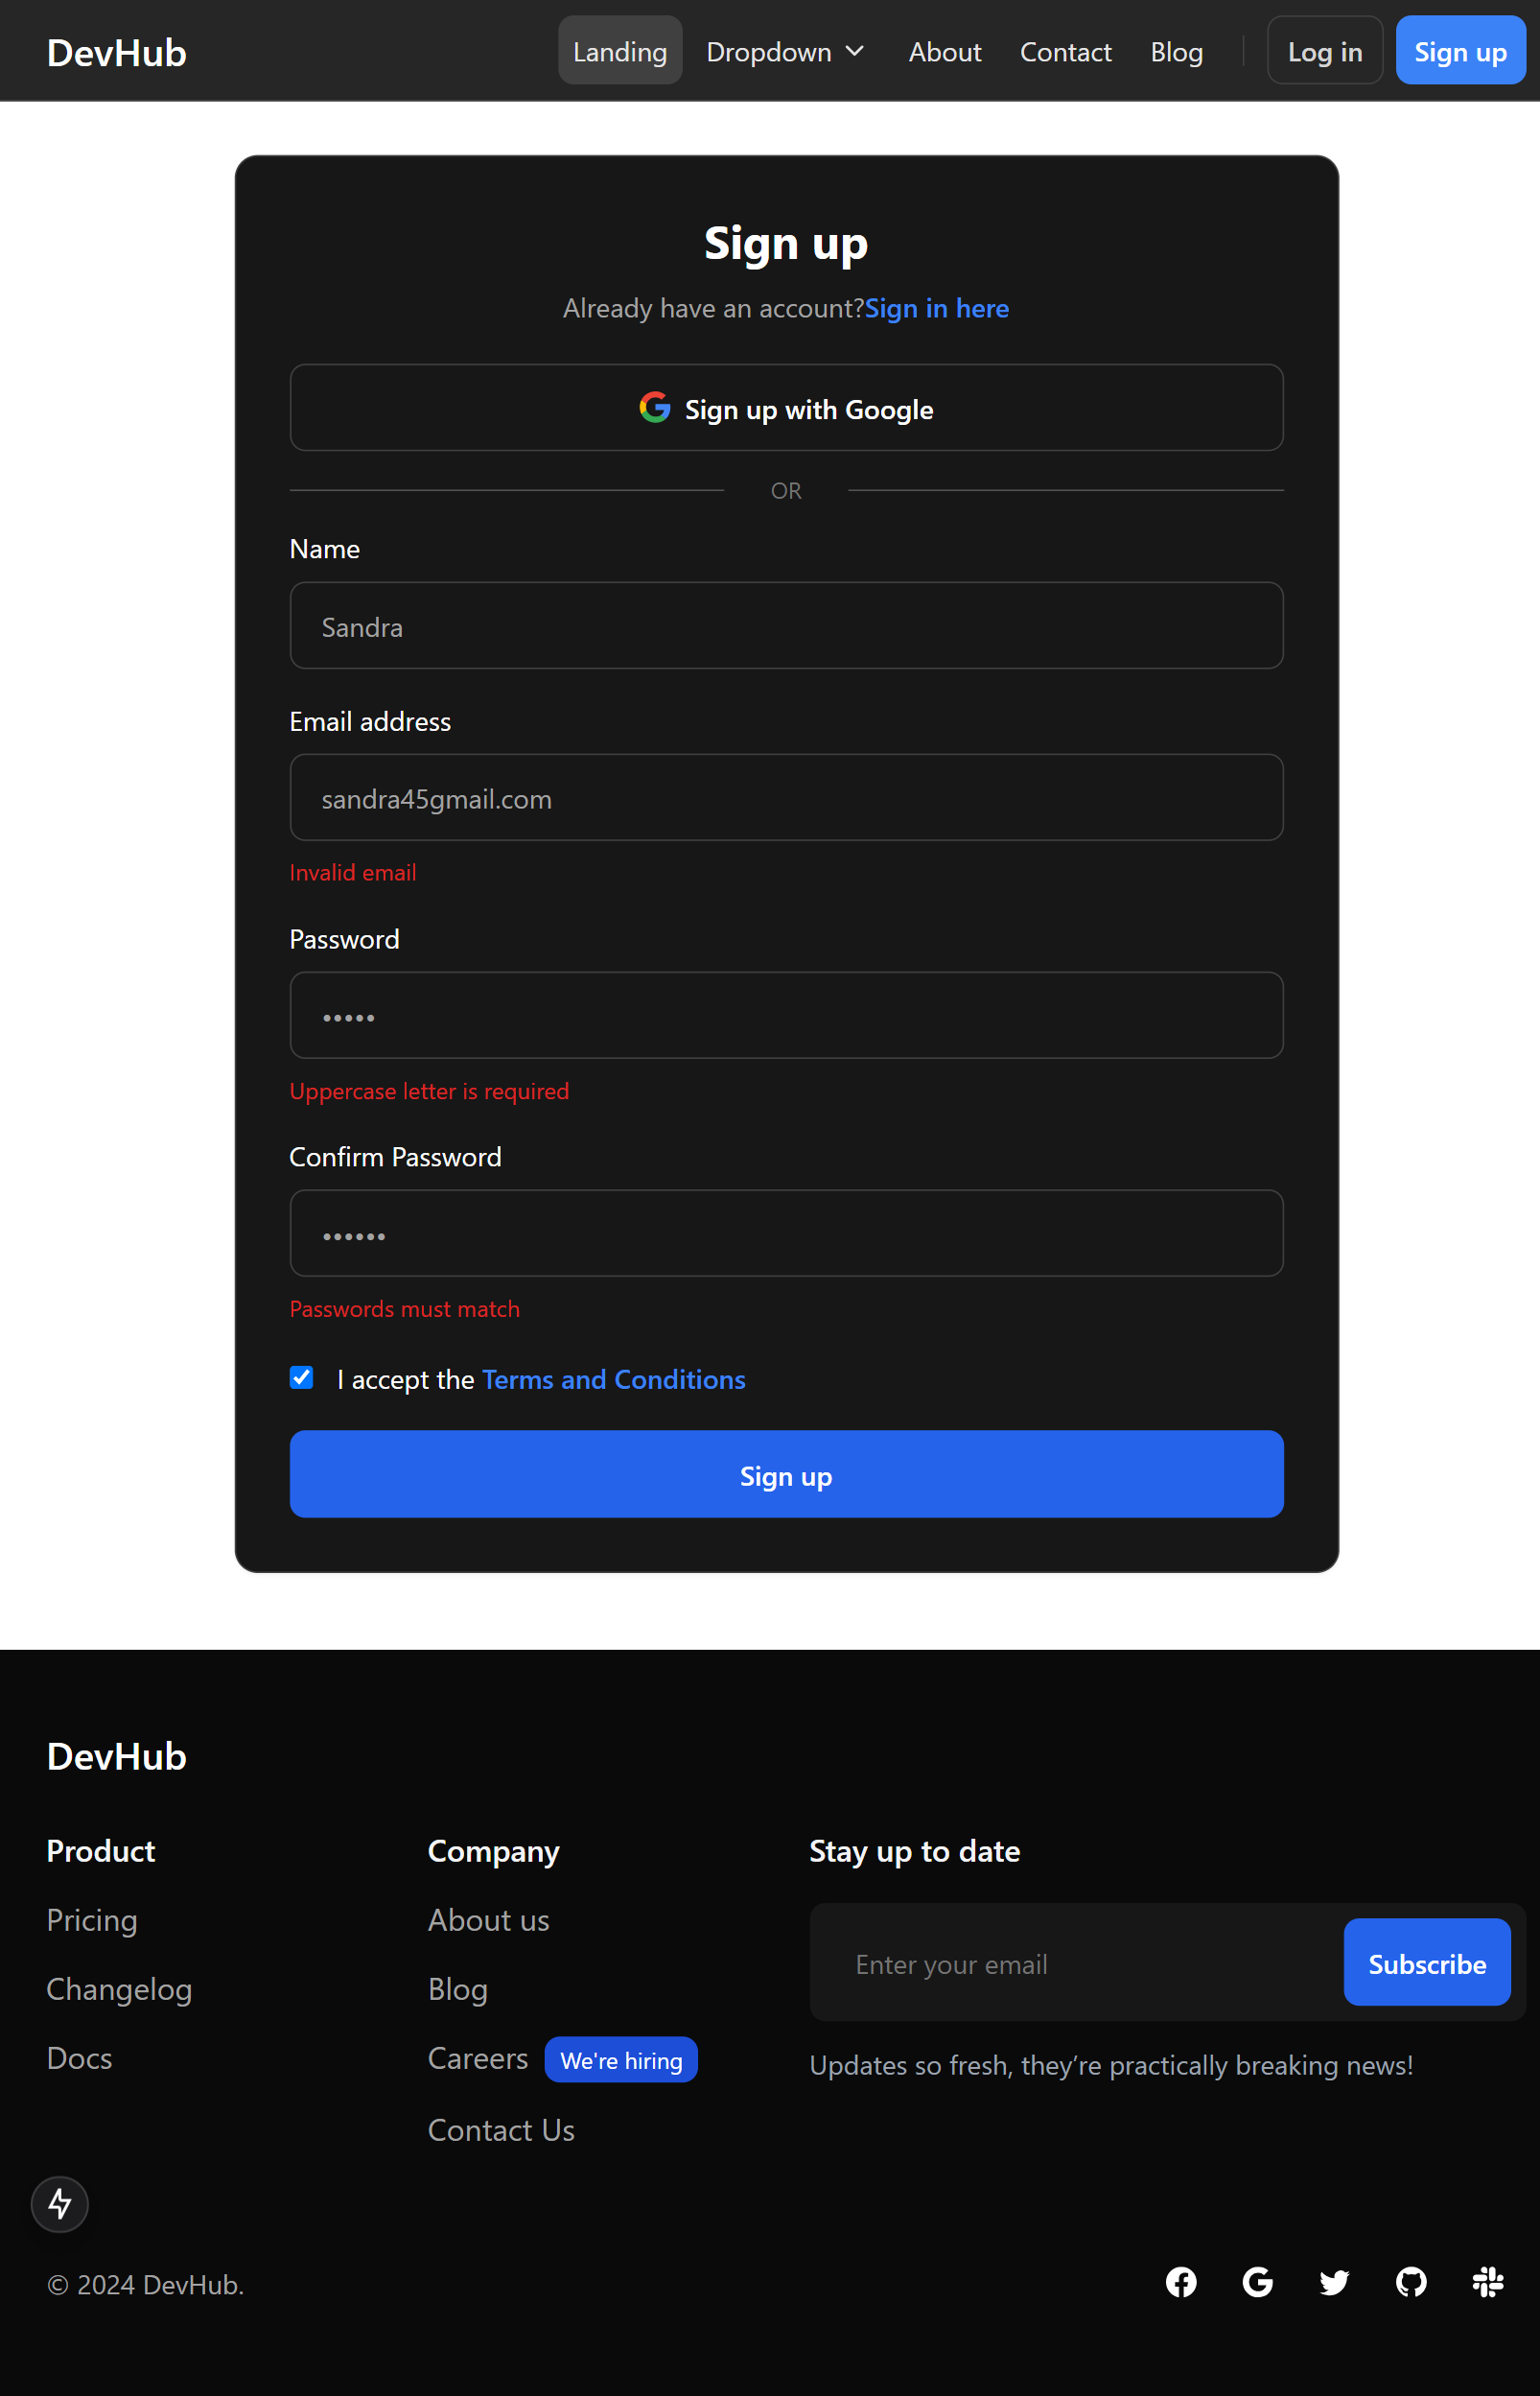 DevHub
Landing Dropdown About Contact Blog Log in Sign up
Sign up
Already have an account?Sign in here
Sign up with Google
OR
Name
Sandra
Email address
sandra45gmail.com
Invalid email
Password
•••••
Uppercase letter is required
Confirm Password
••••••
Passwords must match
I accept the Terms and Conditions
Sign up
DevHub
Product
Pricing
Changelog
Docs
Company
About us
Blog
Careers We're hiring
Contact Us
Stay up to date
Enter your email Subscribe
Updates so fresh, they’re practically breaking news!
© 2024 DevHub.